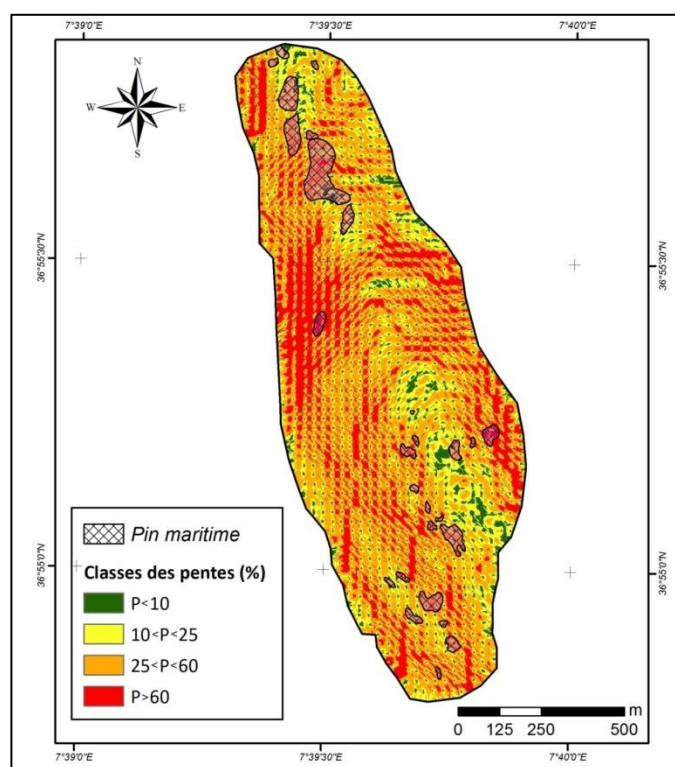 7°39'0"E 7°39'30"E 7°40'0"E
N
W E
S
36°55'30"N
36°55'30"N
Pin maritime
Classes des pentes (%)
P<10
10<P<25
25<P<60
P>60
36°55'0"N
36°55'0"N
m
0 125 250 500
7°39'0"E 7°39'30"E 7°40'0"E